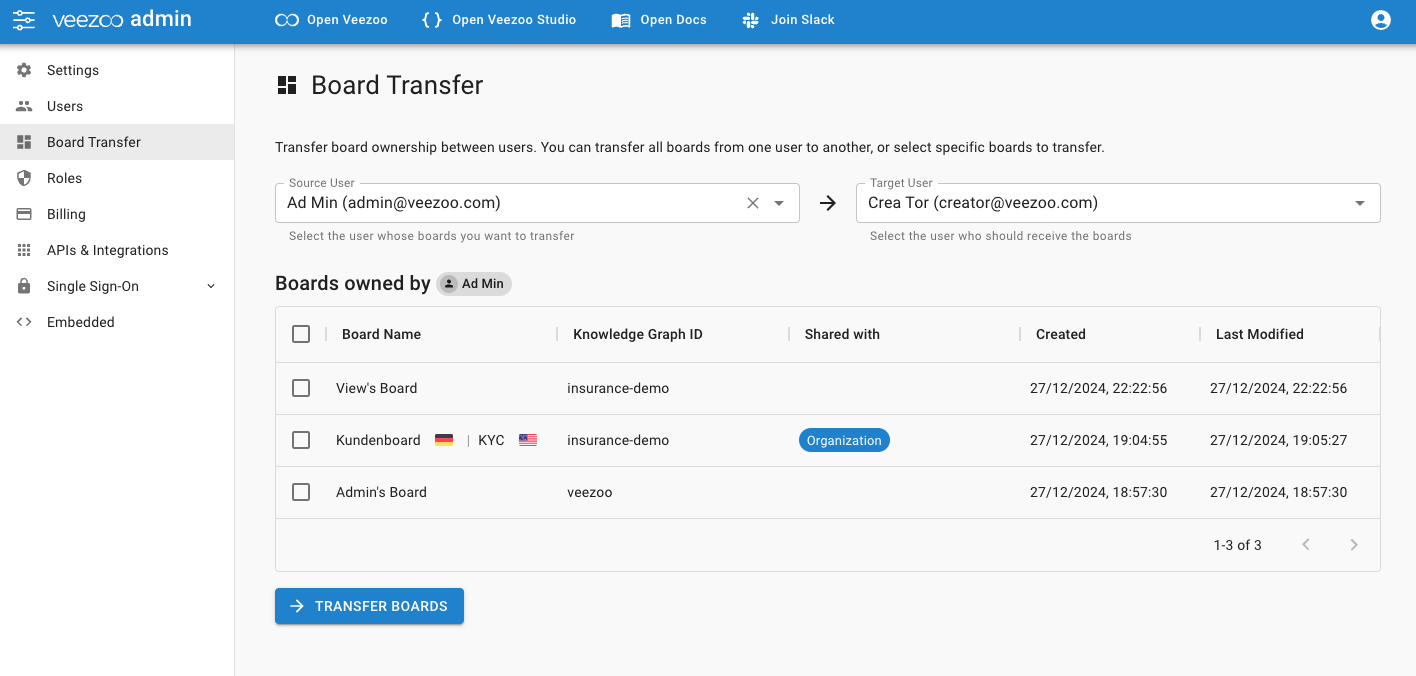 veezoo admin Open Veezoo Open Veezoo Studio Open Docs Join Slack
Settings
Users
Board Transfer
Roles
Billing
APIs & Integrations
Single Sign-On
Embedded
Board Transfer
Transfer board ownership between users. You can transfer all boards from one user to another, or select specific boards to transfer.
Source User
Ad Min (admin@veezoo.com)
Select the user whose boards you want to transfer
Target User
Crea Tor (creator@veezoo.com)
Select the user who should receive the boards
Boards owned by Ad Min
Board Name Knowledge Graph ID Shared with Created Last Modified
View's Board insurance-demo 27/12/2024, 22:22:56 27/12/2024, 22:22:56
Kundenboard | KYC insurance-demo Organization 27/12/2024, 19:04:55 27/12/2024, 19:05:27
Admin's Board veezoo 27/12/2024, 18:57:30 27/12/2024, 18:57:30
1-3 of 3
TRANSFER BOARDS